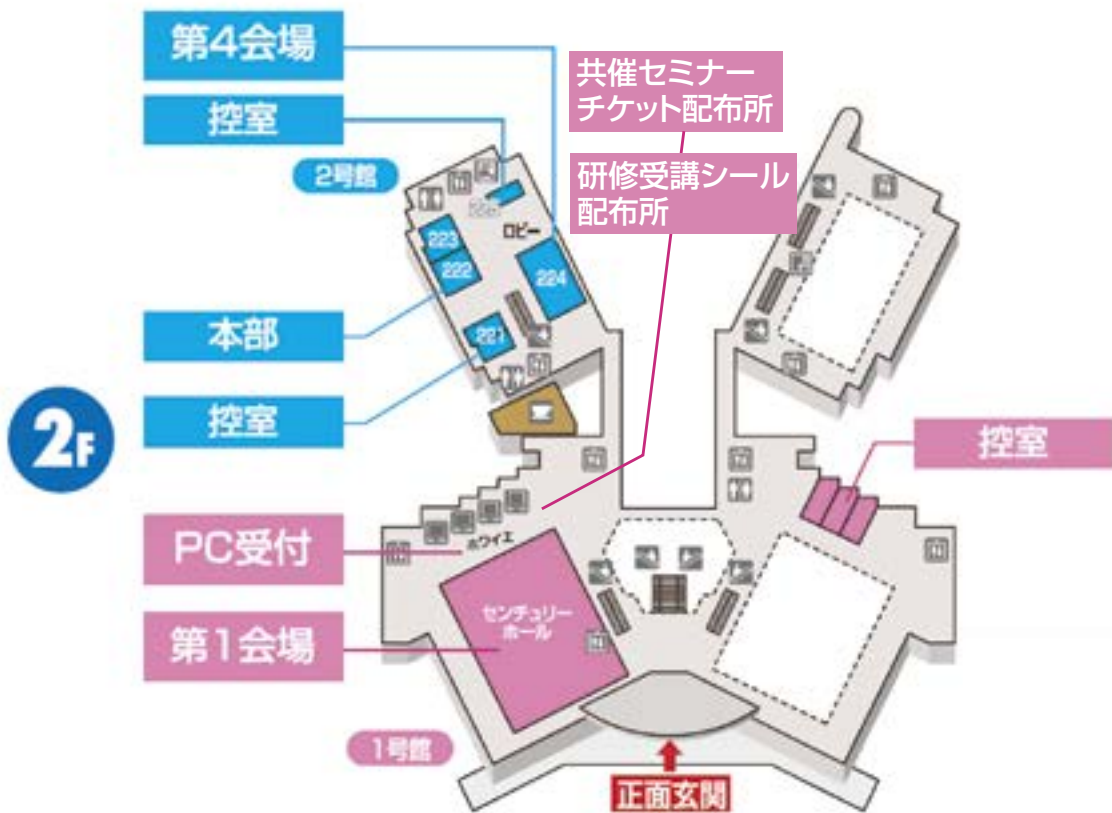 第4会場
控室
2号館
223
222
ロビー
224
221
本部
控室
2F
共催セミナー
チケット配布所
研修受講シール
配布所
控室
PC受付
ホワイエ
第1会場
センチュリー
ホール
1号館
正面玄関